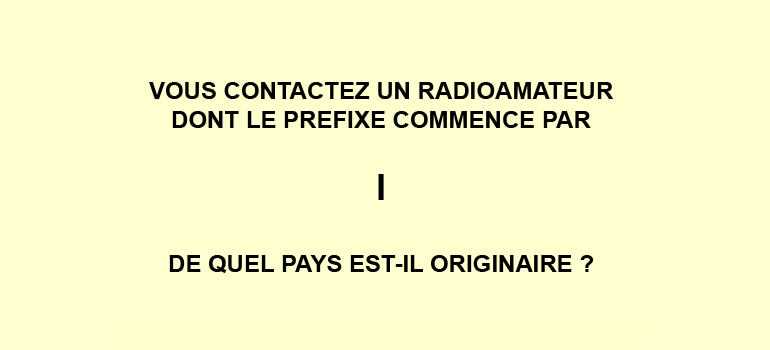 VOUS CONTACTEZ UN RADIOAMATEUR
DONT LE PREFIXE COMMENCE PAR
I
DE QUEL PAYS EST-IL ORIGINAIRE ?